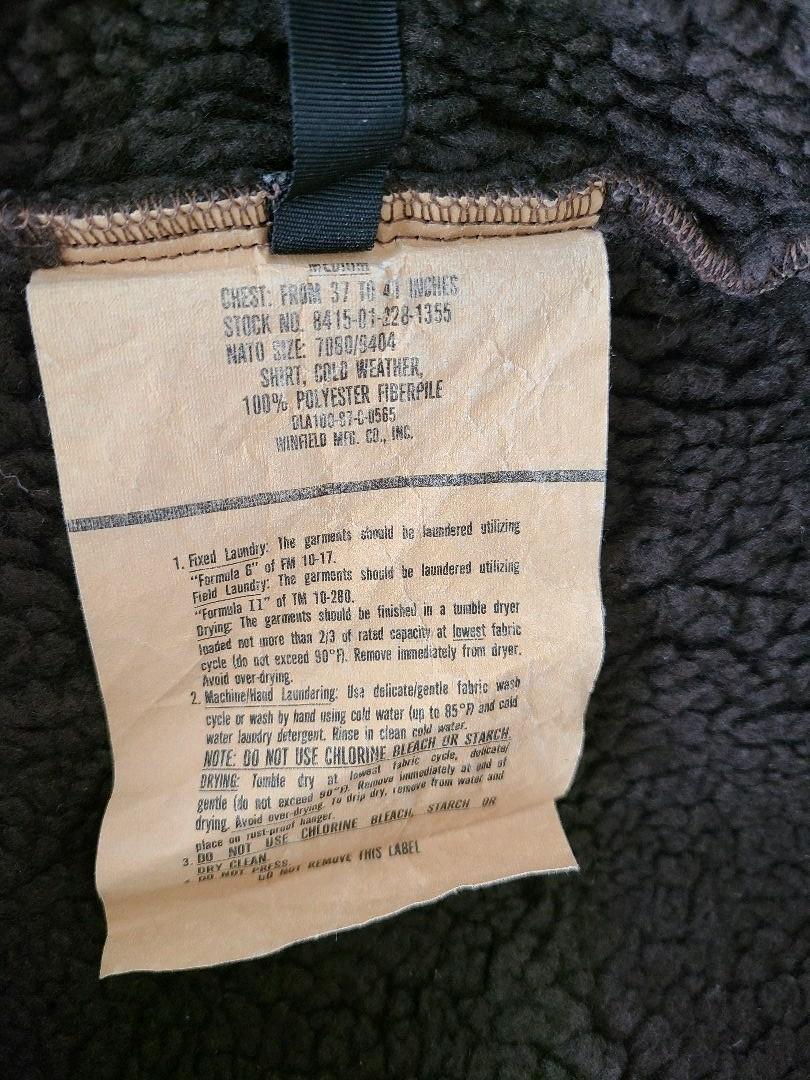 MEDIUM
CHEST: FROM 37 TO 41 INCHES
STOCK NO. 8415-01-228-1355
NATO SIZE: 7080/9404
SHIRT, COLD WEATHER,
100% POLYESTER FIBERPILE
DLA100-87-C-0565
WINFIELD MFG. CO., INC.
1. Fixed Laundry: The garments should be laundered utilizing
"Formula 6" of FM 10-17.
Field Laundry: The garments should be laundered utilizing
"Formula II" of TM 10-280.
Drying: The garments should be finished in a tumble dryer
loaded not more than 2/3 of rated capacity at lowest fabric
cycle (do not exceed 90°F). Remove immediately from dryer.
Avoid over-drying.
2. Machine/Hand Laundering: Use delicate/gentle fabric wash
cycle or wash by hand using cold water (up to 85°F) and cold
water laundry detergent. Rinse in clean cold water.
NOTE: DO NOT USE CHLORINE BLEACH OR STARCH.
DRYING: Tumble dry at lowest fabric cycle, delicate/
gentle (do not exceed 90°F). Remove immediately at end of
drying. Avoid over-drying. To drip dry, remove from water and
place on rust-proof hanger.
3. DO NOT USE CHLORINE BLEACH, STARCH OR
DRY CLEAN.
DO NOT PRESS.
DO NOT REMOVE THIS LABEL